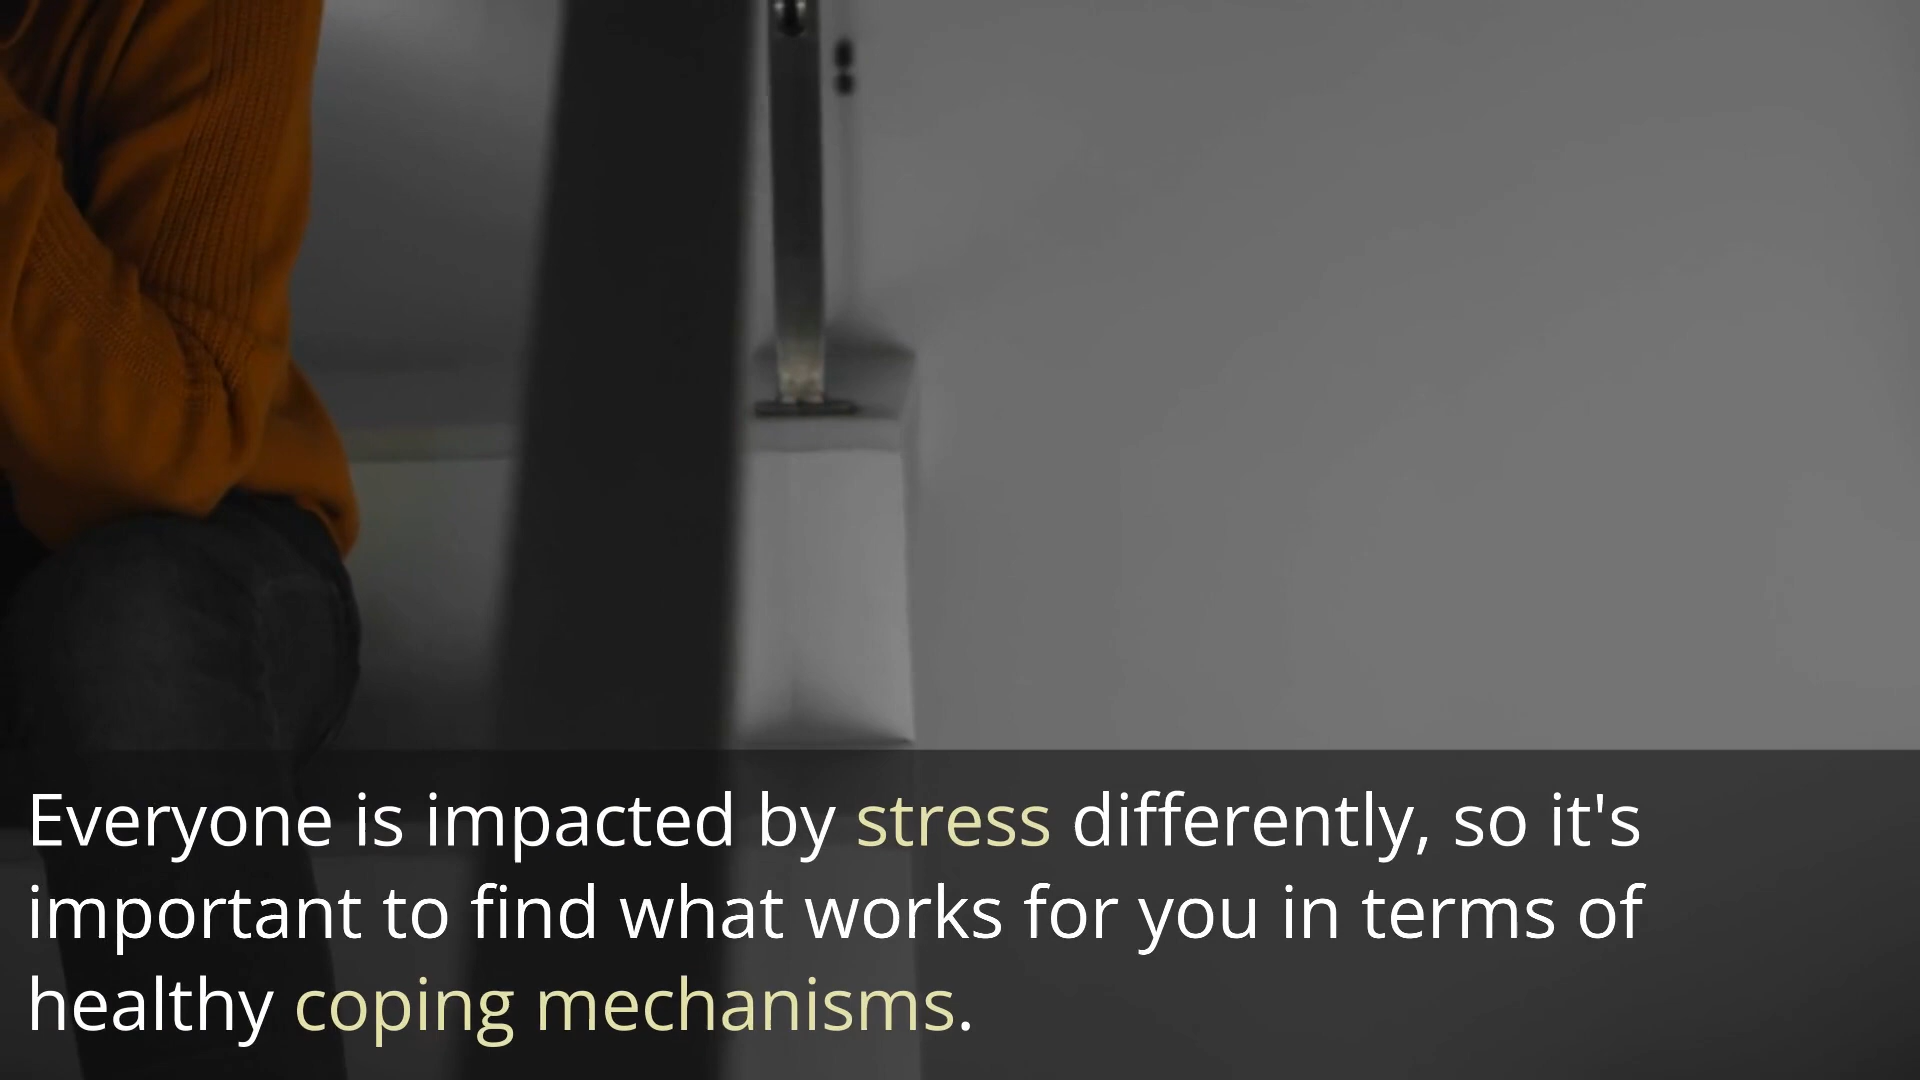 Everyone is impacted by stress differently, so it's
important to find what works for you in terms of
healthy coping mechanisms.